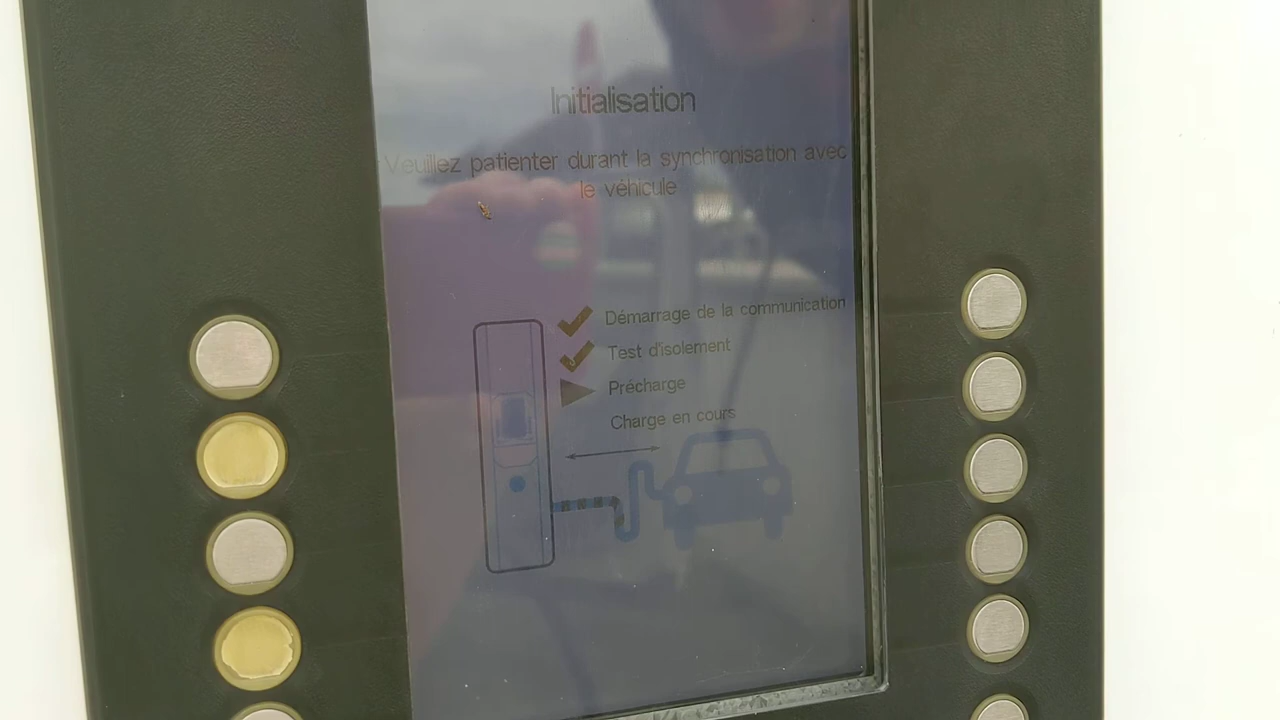 Initialisation
Veuillez patienter durant la synchronisation avec
le véhicule
Démarrage de la communication
Test d'isolement
Précharge
Charge en cours